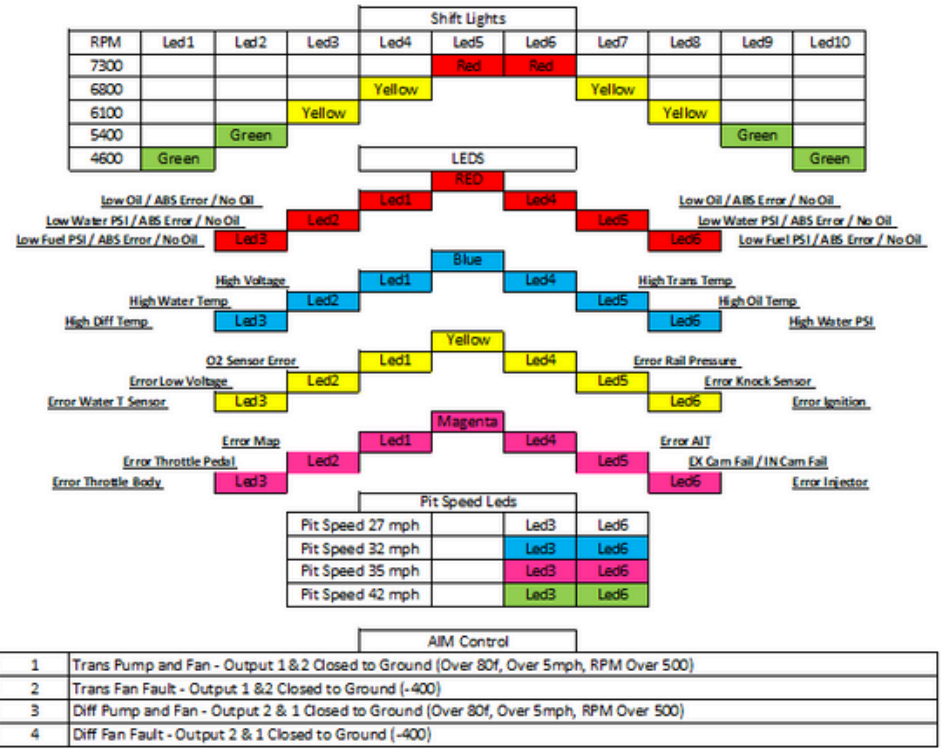 Shift Lights
RPM Led1 Led2 Led3 Led4 Led5 Led6 Led7 Led8 Led9 Led10
7300 Red Red
6800 Yellow Yellow
6100 Yellow Yellow
5400 Green Green
4600 Green Green
LEDS
RED
Low Oil / ABS Error / No Oil Led1 Led4 Low Oil / ABS Error / No Oil
Low Water PSI / ABS Error / No Oil Led2 Led5 Low Water PSI / ABS Error / No Oil
Low Fuel PSI / ABS Error / No Oil Led3 Led6 Low Fuel PSI / ABS Error / No Oil
Blue
High Voltage Led1 Led4 High Trans Temp
High Water Temp Led2 Led5 High Oil Temp
High Diff Temp Led3 Led6 High Water PSI
Yellow
O2 Sensor Error Led1 Led4 Error Rail Pressure
Error Low Voltage Led2 Led5 Error Knock Sensor
Error Water T Sensor Led3 Led6 Error Ignition
Magenta
Error Map Led1 Led4 Error AIT
Error Throttle Pedal Led2 Led5 EX Cam Fail / IN Cam Fail
Error Throttle Body Led3 Led6 Error Injector
Pit Speed Leds
Pit Speed 27 mph Led3 Led6
Pit Speed 32 mph Led3 Led6
Pit Speed 35 mph Led3 Led6
Pit Speed 42 mph Led3 Led6
AIM Control
1 Trans Pump and Fan - Output 1 &2 Closed to Ground (Over 80f, Over 5mph, RPM Over 500)
2 Trans Fan Fault - Output 1 &2 Closed to Ground (-400)
3 Diff Pump and Fan - Output 2 & 1 Closed to Ground (Over 80f, Over 5mph, RPM Over 500)
4 Diff Fan Fault - Output 2 & 1 Closed to Ground (-400)